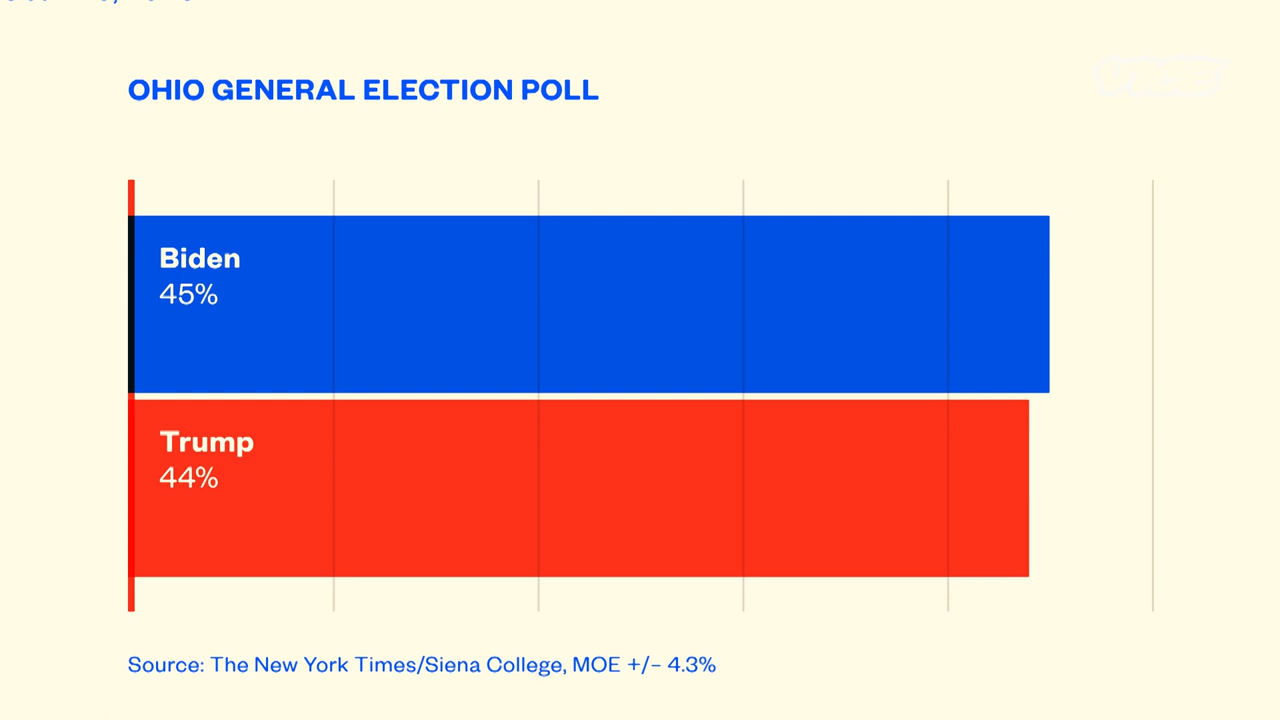 OHIO GENERAL ELECTION POLL
Biden
45%
Trump
44%
Source: The New York Times/Siena College, MOE +/– 4.3%